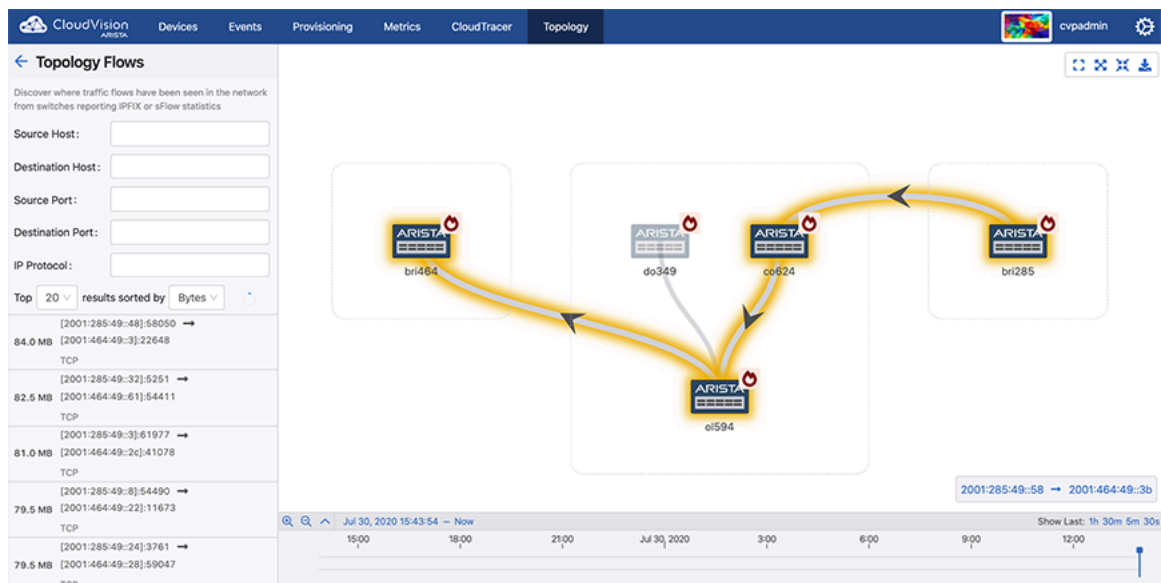 CloudVision
ARISTA
Devices
Events
Provisioning
Metrics
CloudTracer
Topology
cvpadmin
← Topology Flows
Discover where traffic flows have been seen in the network
from switches reporting IPFIX or sFlow statistics
Source Host:
Destination Host:
Source Port:
Destination Port:
IP Protocol:
Top 20 results sorted by Bytes
[2001:285:49::48]:58050 →
84.0 MB [2001:464:49::3]:22648
TCP
[2001:285:49::32]:5251 →
82.5 MB [2001:464:49::61]:54411
TCP
[2001:285:49::3]:61977 →
81.0 MB [2001:464:49::2c]:41078
TCP
[2001:285:49::8]:54490 →
79.5 MB [2001:464:49::22]:11673
TCP
[2001:285:49::24]:3761 →
79.5 MB [2001:464:49::28]:59047
TCP
ARISTA
bri464
ARISTA
do349
ARISTA
co624
ARISTA
bri285
ARISTA
ol594
2001:285:49::58 → 2001:464:49::3b
Jul 30, 2020 15:43:54 – Now
Show Last: 1h 30m 5m 30s
15:00 18:00 21:00 Jul 30, 2020 3:00 6:00 9:00 12:00